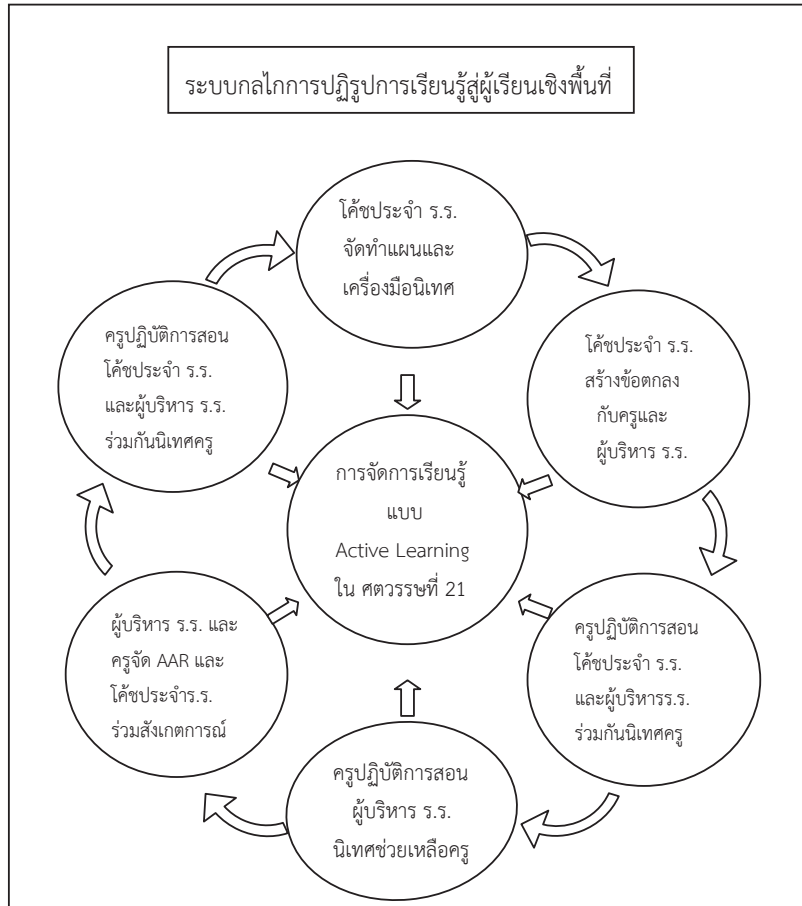 ระบบกลไกการปฏิรูปการเรียนรู้สู่ผู้เรียนเชิงพื้นที่
โค้ชประจำ ร.ร.
จัดทำแผนและ
เครื่องมือนิเทศ
โค้ชประจำ ร.ร.
สร้างข้อตกลง
กับครูและ
ผู้บริหาร ร.ร.
ครูปฏิบัติการสอน
โค้ชประจำ ร.ร.
และผู้บริหารร.ร.
ร่วมกันนิเทศครู
ครูปฏิบัติการสอน
ผู้บริหาร ร.ร.
นิเทศช่วยเหลือครู
ผู้บริหาร ร.ร. และ
ครูจัด AAR และ
โค้ชประจำร.ร.
ร่วมสังเกตการณ์
ครูปฏิบัติการสอน
โค้ชประจำ ร.ร.
และผู้บริหาร ร.ร.
ร่วมกันนิเทศครู
การจัดการเรียนรู้
แบบ
Active Learning
ใน ศตวรรษที่ 21